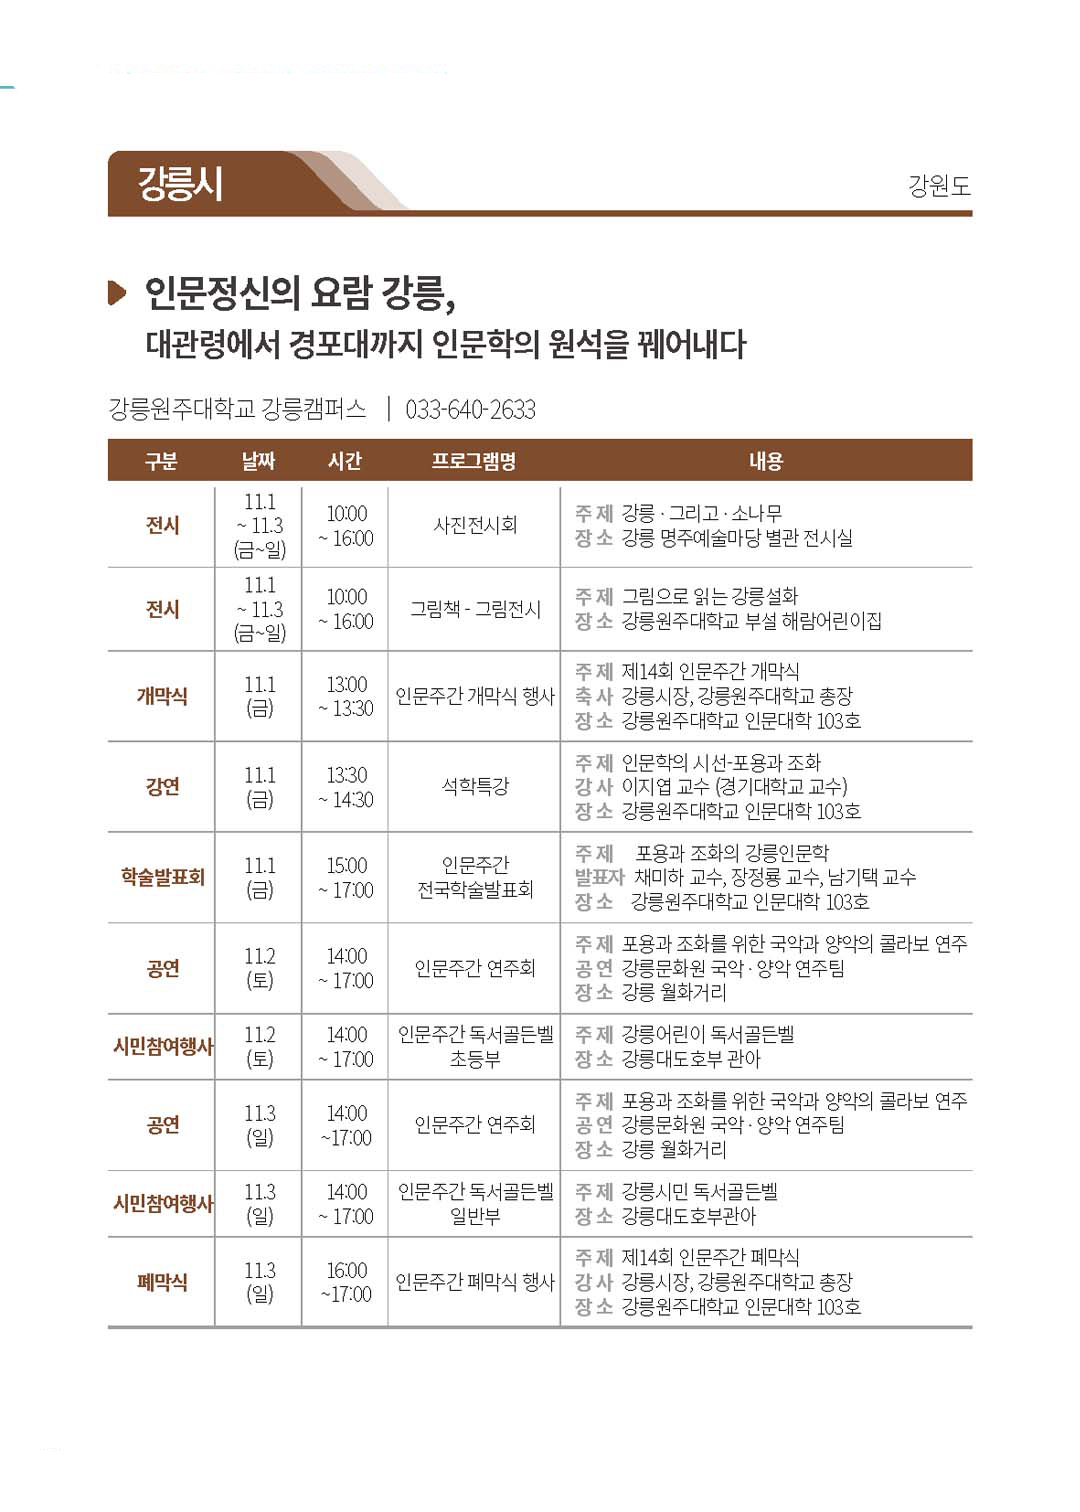 강릉시
강원도
인문정신의 요람 강릉,
대관령에서 경포대까지 인문학의 원석을 꿰어내다
강릉원주대학교 강릉캠퍼스 | 033-640-2633
구분 날짜 시간 프로그램명 내용
전시
11.1
~ 11.3
(금~일)
10:00
~ 16:00
사진전시회
주 제 강릉 · 그리고 · 소나무
장 소 강릉 명주예술마당 별관 전시실
전시
11.1
~ 11.3
(금~일)
10:00
~ 16:00
그림책 - 그림전시
주 제 그림으로 읽는 강릉설화
장 소 강릉원주대학교 부설 해람어린이집
개막식
11.1
(금)
13:00
~ 13:30
인문주간 개막식 행사
주 제 제14회 인문주간 개막식
축 사 강릉시장, 강릉원주대학교 총장
장 소 강릉원주대학교 인문대학 103호
강연
11.1
(금)
13:30
~ 14:30
석학특강
주 제 인문학의 시선-포용과 조화
강 사 이지엽 교수 (경기대학교 교수)
장 소 강릉원주대학교 인문대학 103호
학술발표회
11.1
(금)
15:00
~ 17:00
인문주간
전국학술발표회
주 제 포용과 조화의 강릉인문학
발표자 채미하 교수, 장정룡 교수, 남기택 교수
장 소 강릉원주대학교 인문대학 103호
공연
11.2
(토)
14:00
~ 17:00
인문주간 연주회
주 제 포용과 조화를 위한 국악과 양악의 콜라보 연주
공 연 강릉문화원 국악 · 양악 연주팀
장 소 강릉 월화거리
시민참여행사
11.2
(토)
14:00
~ 17:00
인문주간 독서골든벨
초등부
주 제 강릉어린이 독서골든벨
장 소 강릉대도호부 관아
공연
11.3
(일)
14:00
~17:00
인문주간 연주회
주 제 포용과 조화를 위한 국악과 양악의 콜라보 연주
공 연 강릉문화원 국악 · 양악 연주팀
장 소 강릉 월화거리
시민참여행사
11.3
(일)
14:00
~ 17:00
인문주간 독서골든벨
일반부
주 제 강릉시민 독서골든벨
장 소 강릉대도호부관아
폐막식
11.3
(일)
16:00
~17:00
인문주간 폐막식 행사
주 제 제14회 인문주간 폐막식
강 사 강릉시장, 강릉원주대학교 총장
장 소 강릉원주대학교 인문대학 103호